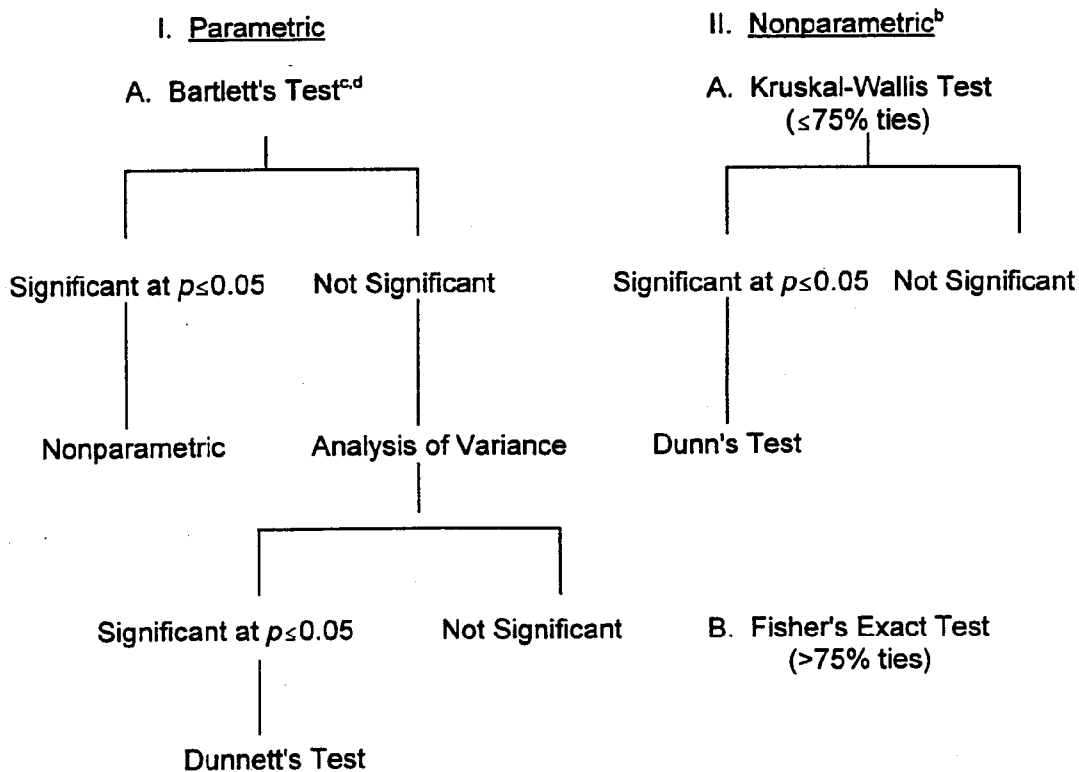 I. Parametric
A. Bartlett's Test^c,d
Significant at p≤0.05
Not Significant
Nonparametric
Analysis of Variance
Significant at p≤0.05
Not Significant
Dunnett's Test
II. Nonparametric^b
A. Kruskal-Wallis Test
(≤75% ties)
Significant at p≤0.05
Not Significant
Dunn's Test
B. Fisher's Exact Test
(>75% ties)